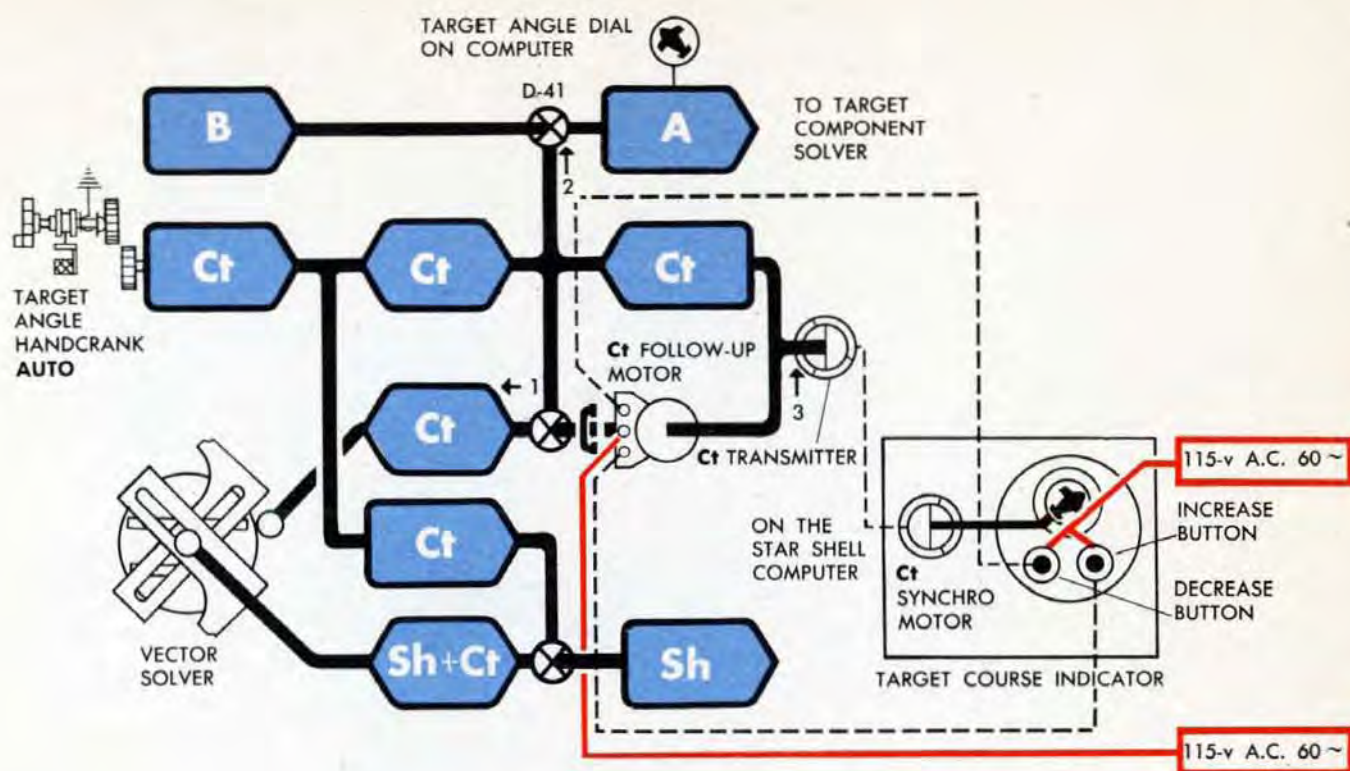 TARGET ANGLE DIAL
ON COMPUTER
D-41
B
A
TO TARGET
COMPONENT
SOLVER
2
Ct
Ct
Ct
TARGET
ANGLE
HANDCRANK
AUTO
Ct FOLLOW-UP
MOTOR
1
3
Ct
Ct TRANSMITTER
115-v A.C. 60~
INCREASE
BUTTON
ON THE
STAR SHELL
COMPUTER
Ct
SYNCHRO
MOTOR
DECREASE
BUTTON
Ct
VECTOR
SOLVER
Sh+Ct
Sh
TARGET COURSE INDICATOR
115-v A.C. 60~